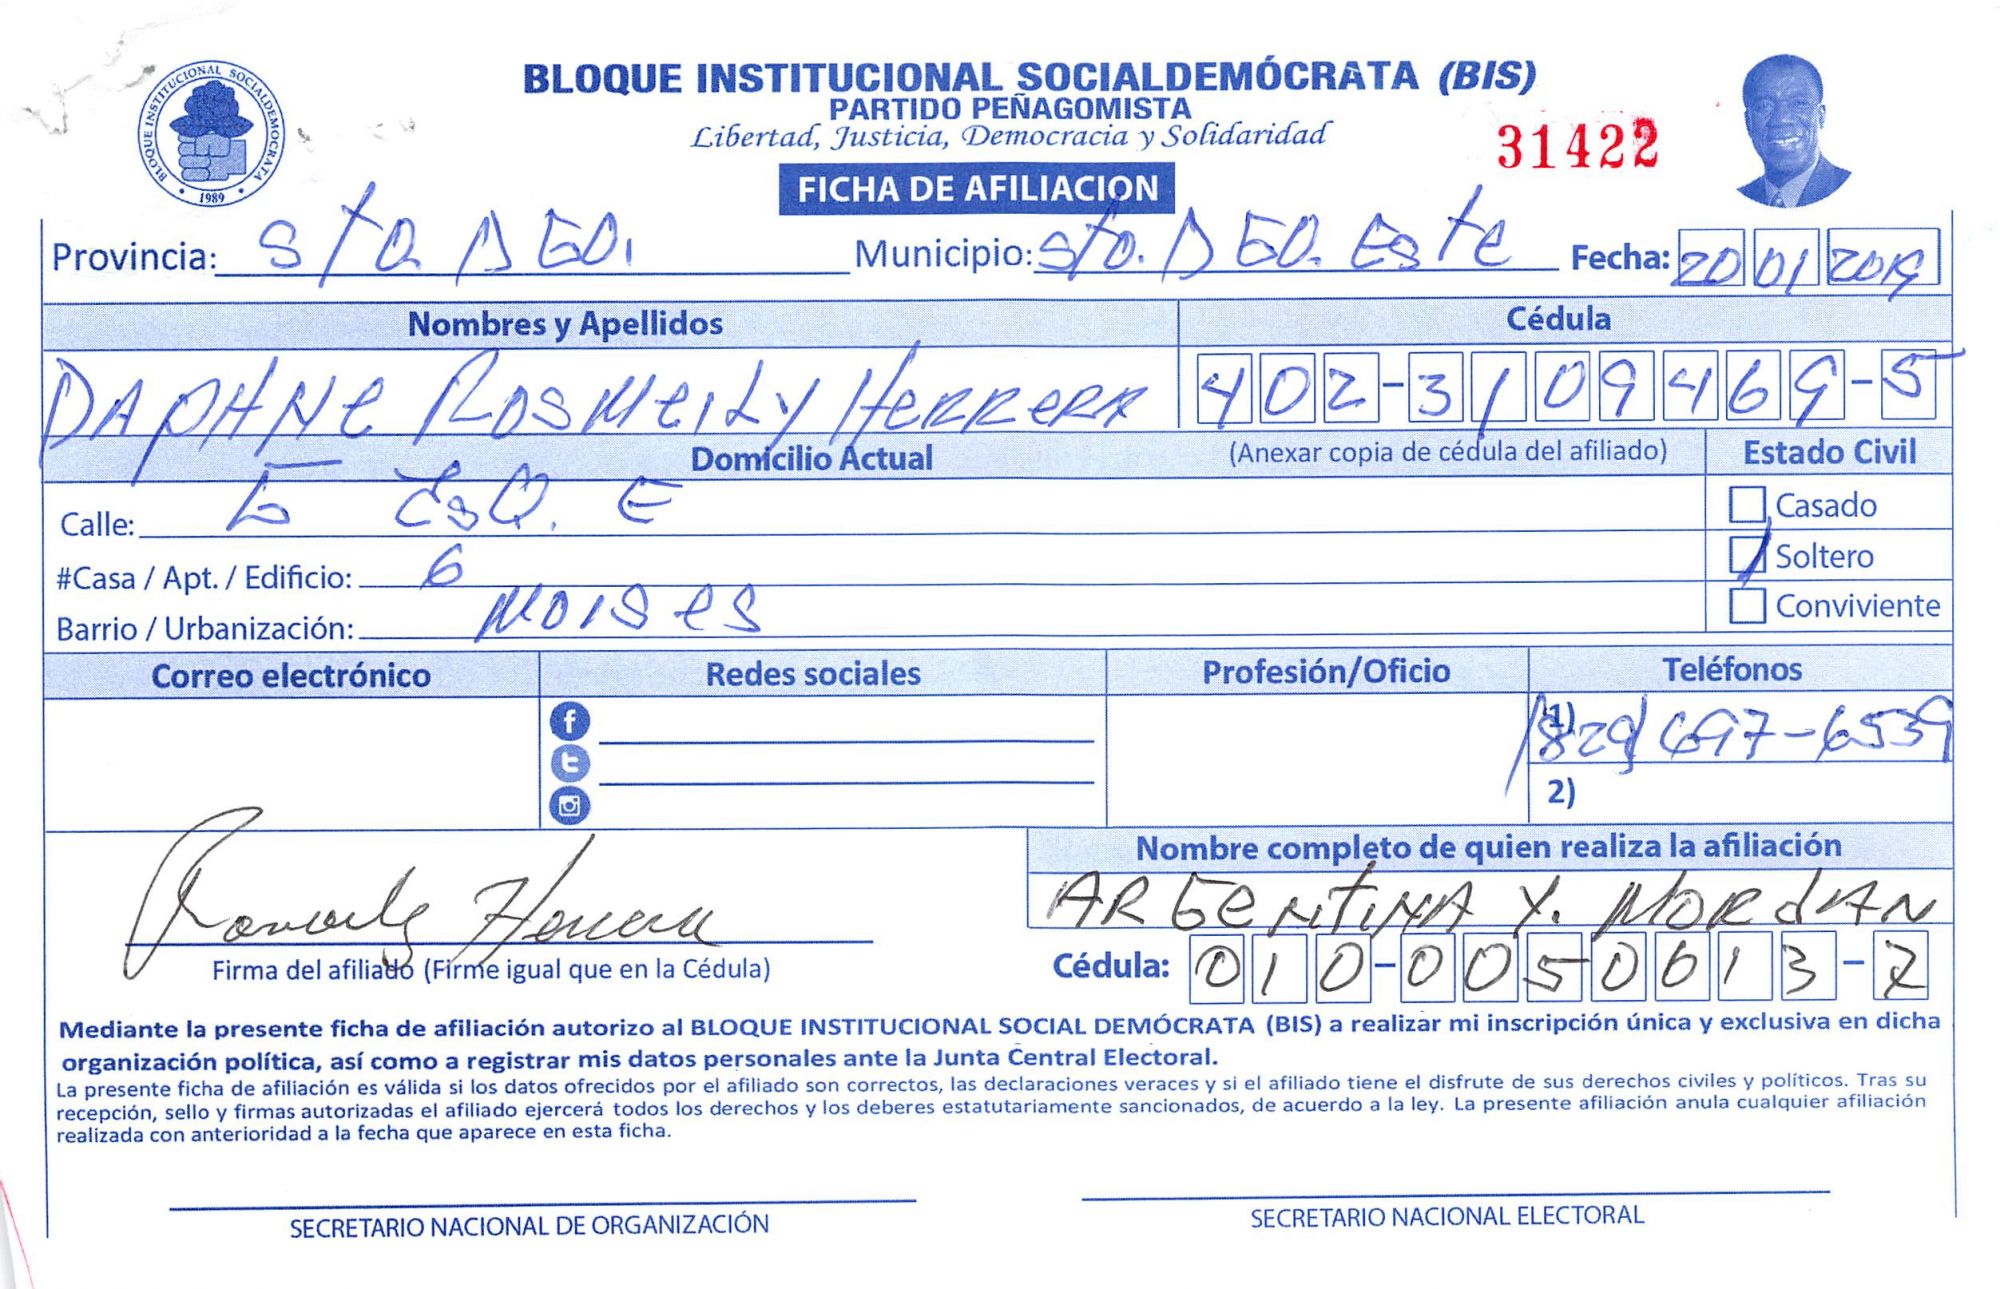 BLOQUE INSTITUCIONAL SOCIALDEMÓCRATA (BIS)
PARTIDO PEÑAGOMISTA
Libertad, Justicia, Democracia y Solidaridad
31422
BLOQUE INSTITUCIONAL SOCIALDEMOCRATA
1989
FICHA DE AFILIACION
Provincia: Sto. DGO. Municipio: Sto. DGO. Este Fecha: 20 01 2019
Nombres y Apellidos Cédula
DAPHNe ROSMeiLy HeRReRA 402-3109469-5
Domicilio Actual (Anexar copia de cédula del afiliado) Estado Civil
Calle: ESQ. E
Casado
#Casa / Apt. / Edificio: 6
Soltero
Barrio / Urbanización: MOISes
Conviviente
Correo electrónico Redes sociales Profesión/Oficio Teléfonos
1) (829) 697-6539
2)
Nombre completo de quien realiza la afiliación
ARGeNTINA Y. MORdAN
Herrera
Firma del afiliado (Firme igual que en la Cédula) Cédula: 010-0050613-7
Mediante la presente ficha de afiliación autorizo al BLOQUE INSTITUCIONAL SOCIAL DEMÓCRATA (BIS) a realizar mi inscripción única y exclusiva en dicha
organización política, así como a registrar mis datos personales ante la Junta Central Electoral.
La presente ficha de afiliación es válida si los datos ofrecidos por el afiliado son correctos, las declaraciones veraces y si el afiliado tiene el disfrute de sus derechos civiles y políticos. Tras su
recepción, sello y firmas autorizadas el afiliado ejercerá todos los derechos y los deberes estatutariamente sancionados, de acuerdo a la ley. La presente afiliación anula cualquier afiliación
realizada con anterioridad a la fecha que aparece en esta ficha.
SECRETARIO NACIONAL DE ORGANIZACIÓN SECRETARIO NACIONAL ELECTORAL